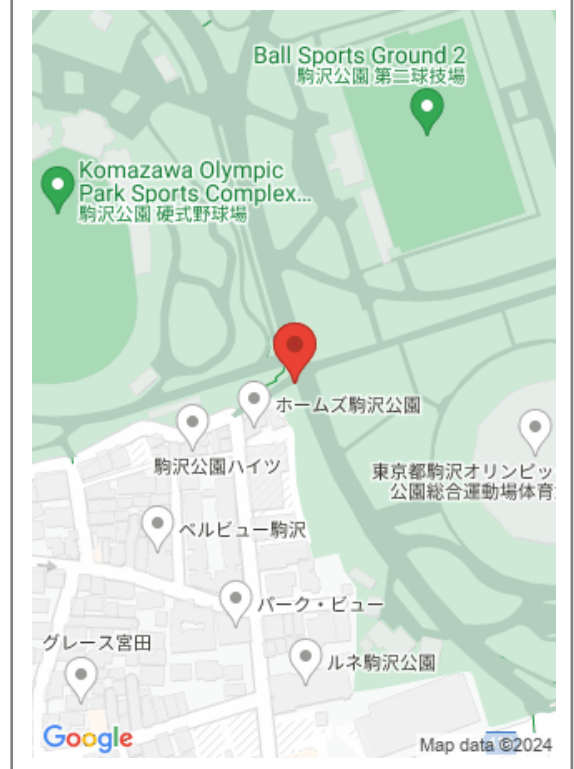 Ball Sports Ground 2
駒沢公園 第二球技場
Komazawa Olympic
Park Sports Complex...
駒沢公園 硬式野球場
ホームズ駒沢公園
駒沢公園ハイツ
東京都駒沢オリンピッ
公園総合運動場体育
ベルビュー駒沢
パーク・ビュー
グレース宮田
ルネ駒沢公園
Google
Map data ©2024